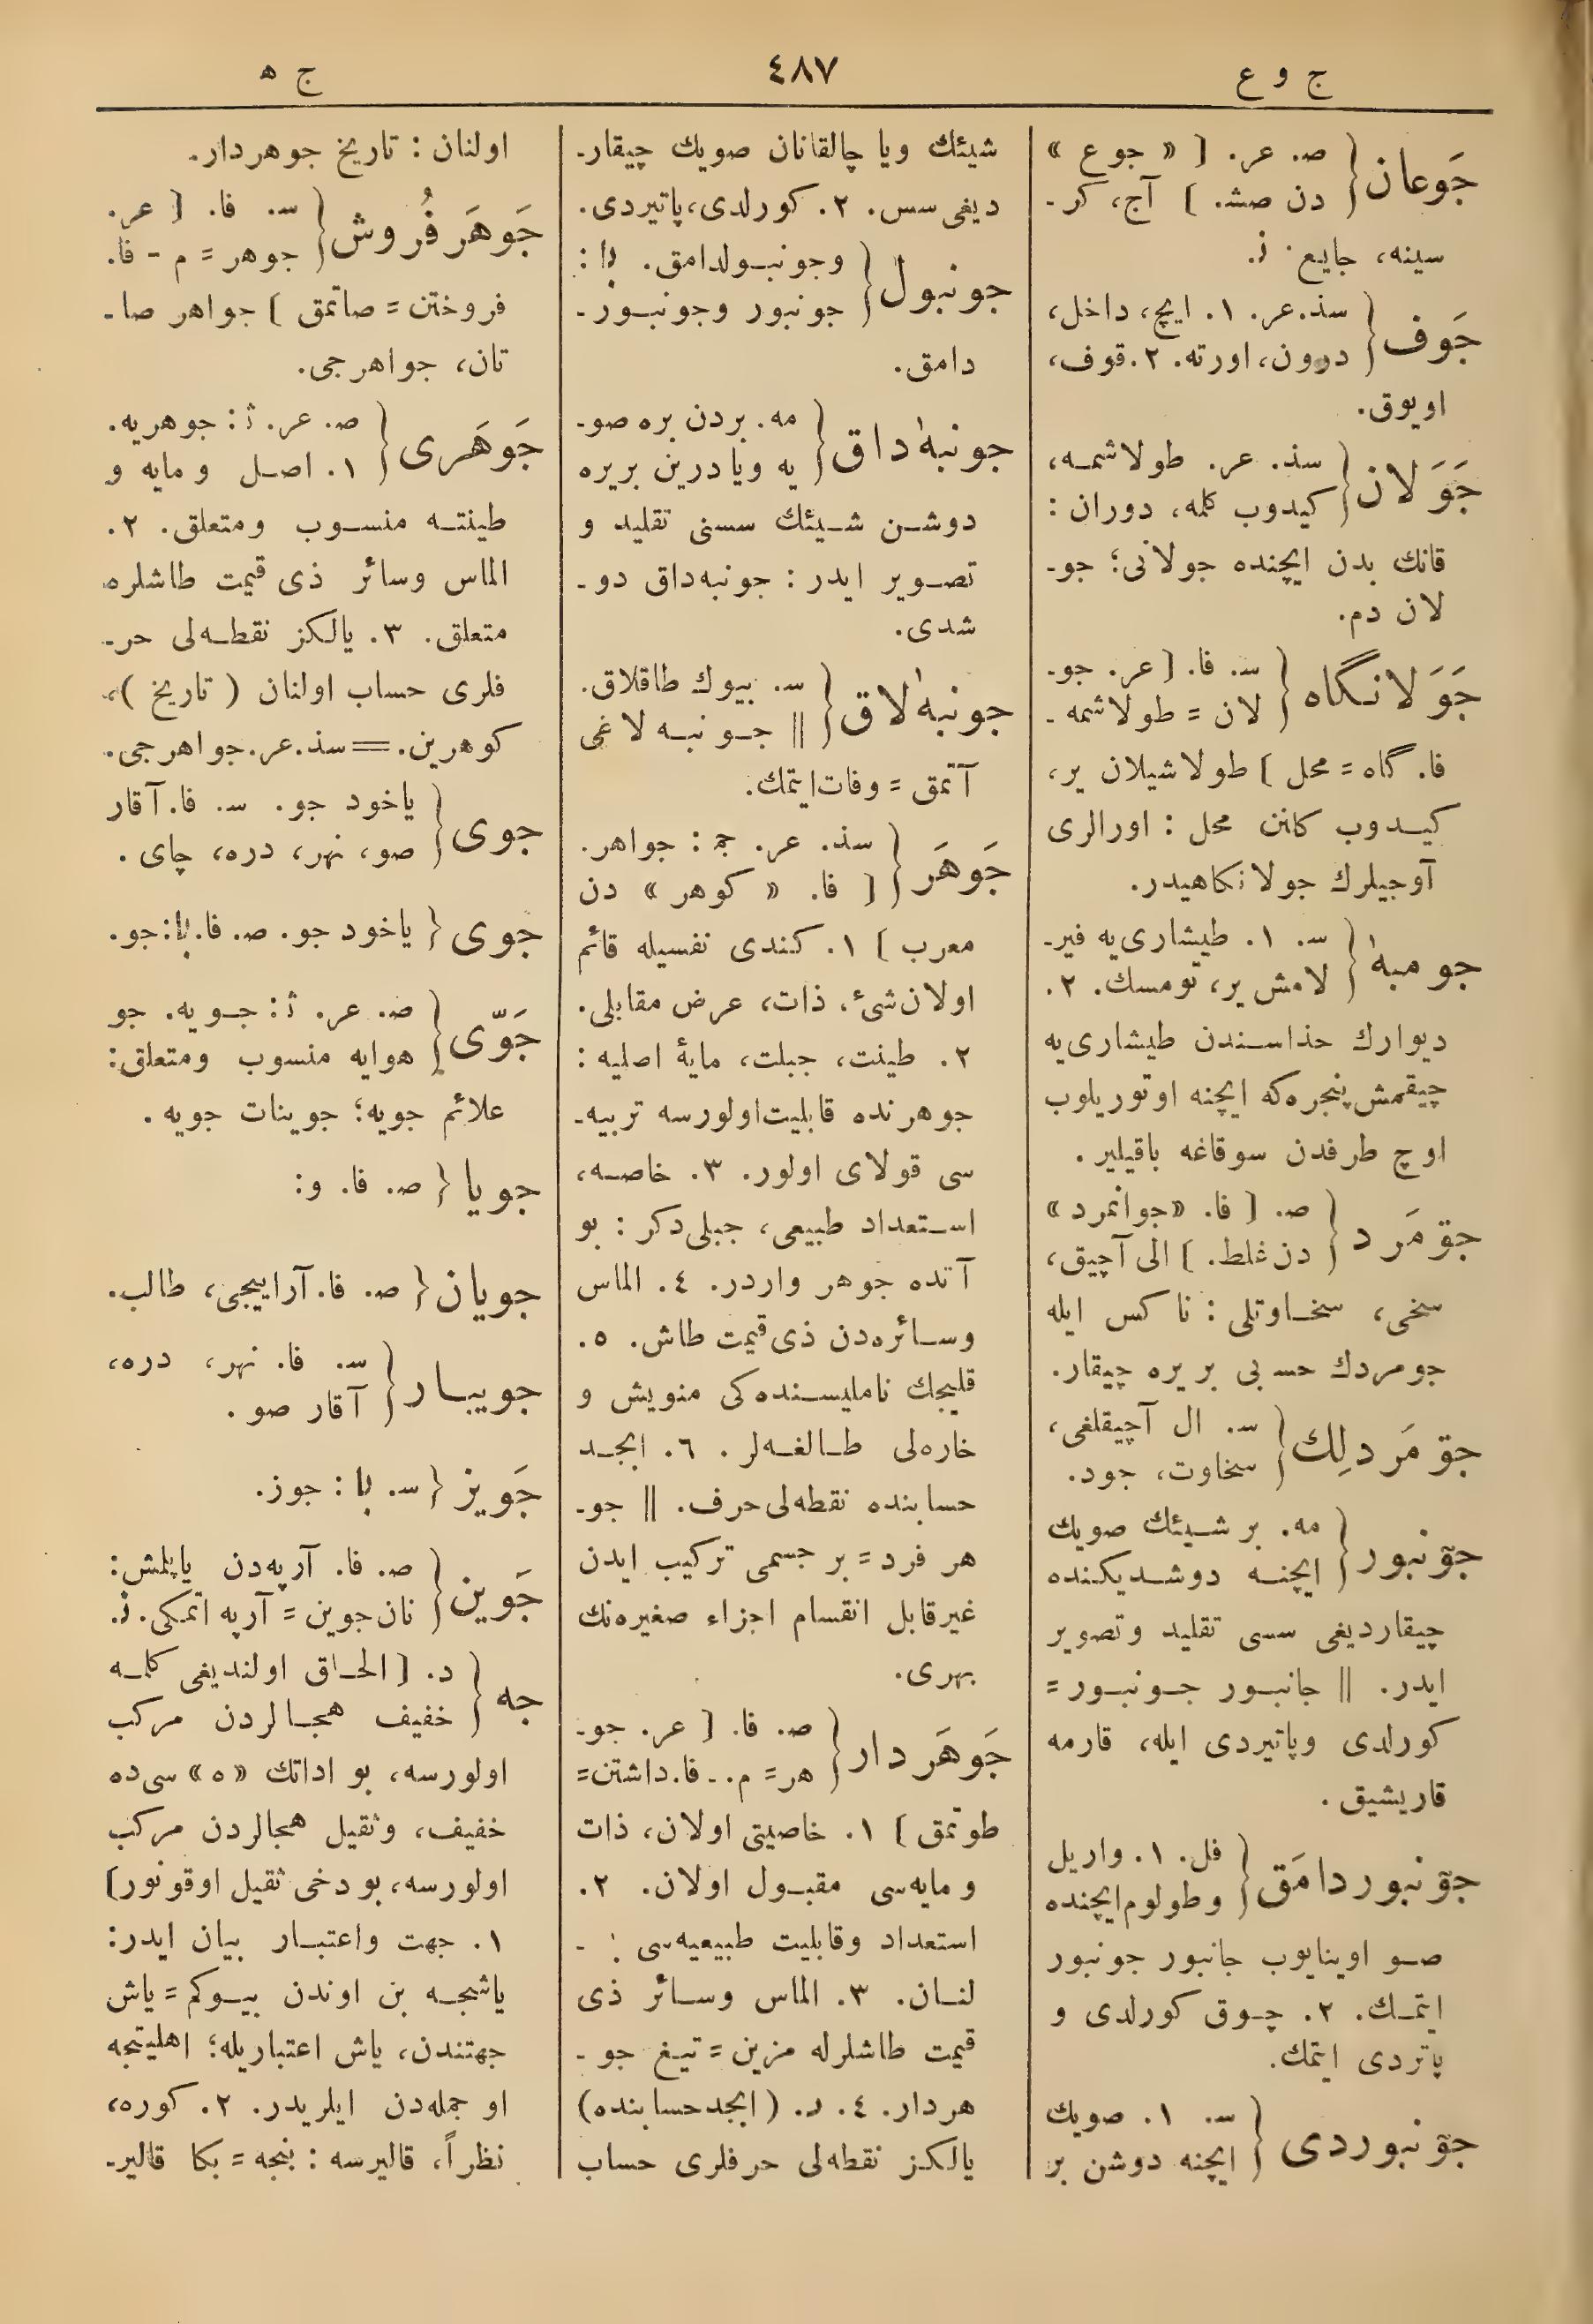 ج و ع
٤٨٧
ج ه
جَوعان { ص. عر. [ « جوع »
دن صش. ] آج، كر-
سينه، جايع. ز.
جَوف { سذ. عر. ١. ايچ، داخل،
درون، اورته. ٢. قوف،
اويوق.
جَوَلان { سذ. عر. طولاشمه،
كيدوب كلمه، دوران :
قانك بدن ايچنده جولانى؛ جو-
لان دم.
جَوَلانگاه { س. فا. [ عر. جو-
لان = طولاشمه -
فا. گاه = محل ] طولاشيلان ير،
كيدوب كلنن محل : اورالرى
آوجيلرك جولانكاهيدر.
جومبه { س. ١. طيشارى‌يه فير-
لامش ير، تومسك. ٢.
ديوارك حذاسندن طيشارى‌يه
چيقمش پنجره‌كه ايچنه اوتوريلوب
اوچ طرفدن سوقاغه باقيلير.
جومَرد { ص. [ فا. « جوانمرد »
دن غلط. ] الى آچيق،
سخى، سخاوتلى : ناكس ايله
جومردك حسبى بر يره چيقار.
جومَردلِك { س. ال آچيقلغى،
سخاوت، جود.
جونبور { مه. بر شيئك صويك
ايچنه دوشديكنده
چيقارديغى سسى تقليد وتصوير
ايدر. || جانبور جونبور =
كورلدى وپاتيردى ايله، قارمه
قاريشيق.
جونبوردامَق { فل. ١. واريل
وطولوم ايچنده
صو اوينايوب جانبور جونبور
ايتمك. ٢. چوق كورلدى و
پاتردى ايتمك.
جونبوردى { س. ١. صويك
ايچنه دوشن بر
شيئك ويا چالقانان صويك چيقار-
ديغى سس. ٢. كورلدى، پاتيردى.
جونبول { وجونبولدامق. با :
جونبور وجونبور-
دامق.
جونبه‌داق { مه. بردن بره صو-
يه ويا درين بر يره
دوشن شيئك سسنى تقليد و
تصوير ايدر : جونبه‌داق دو-
شدى.
جونبه‌لاق { س. بيوك طاقلاق.
|| جونبه لاغى
آتمق = وفات ايتمك.
جَوهَر { سذ. عر. ج : جواهر.
[ فا. « كوهر » دن
معرب ] ١. كندى نفسيله قائم
اولان شئ، ذات، عرض مقابلى.
٢. طينت، جبلت، مايهٔ اصليه :
جوهرنده قابليت اولورسه تربيه-
سى قولاى اولور. ٣. خاصه،
استعداد طبيعى، جبلى دكر : بو
آتده جوهر واردر. ٤. الماس
وسائره‌دن ذى قيمت طاش. ٥.
قليجك نامليسنده كى منويش و
خاره‌لى طالغه‌لر. ٦. ابجد
حسابنده نقطه‌لى حرف. || جو-
هر فرد = بر جسمى تركيب ايدن
غيرقابل انقسام اجزاء صغيره‌نك
بهرى.
جَوهَردار { ص. فا. [ عر. جو-
هر = م. - فا. داشتن =
طوتمق ] ١. خاصيتى اولان، ذات
ومايه‌سى مقبول اولان. ٢.
استعداد وقابليت طبيعيه‌سى
لنان. ٣. الماس وسائر ذى
قيمت طاشلرله مزين = تيغ جو-
هردار. ٤. ر. ( ابجد حسابنده )
يالكز نقطه‌لى حرفلرى حساب
اولنان : تاريخ جوهردار.
جَوهَرفُروش { س. فا. [ عر.
جوهر = م - فا.
فروختن = صاتمق ] جواهر صا-
تان، جواهرجى.
جَوهَرى { ص. عر. ث : جوهريه.
١. اصل ومايه و
طينته منسوب ومتعلق. ٢.
الماس وسائر ذى قيمت طاشلره
متعلق. ٣. يالكز نقطه‌لى حر-
فلرى حساب اولنان ( تاريخ )،
كوهرين. = سذ. عر. جواهرجى.
جوى { ياخود جو. س. فا. آقار
صو، نهر، دره، چاى.
جوى { ياخود جو. ص. فا. با : جو.
جَوّى { ص. عر. ث : جويه. جو
هوايه منسوب ومتعلق :
علائم جويه؛ جوينات جويه.
جويا { ص. فا. و :
جويان { ص. فا. آراييجى، طالب.
جويبار { س. فا. نهر، دره،
آقار صو.
جَويز { س. با : جوز.
جَوين { ص. فا. آرپه‌دن ياپلمش :
نان جوين = آرپه اتمكى. ز.
جه { د. [ الحاق اولنديغى كلمه
خفيف هجالردن مركب
اولورسه، بو اداتك « ه » سى ده
خفيف، وثقيل هجالردن مركب
اولورسه، بو دخى ثقيل اوقونور ]
١. جهت واعتبار بيان ايدر :
ياشجه بن اوندن بيوكم = ياش
جهتندن، ياش اعتباريله؛ اهليتجه
او جمله‌دن ايلريدر. ٢. كوره،
نظراً، قاليرسه : بنجه = بكا قالير-